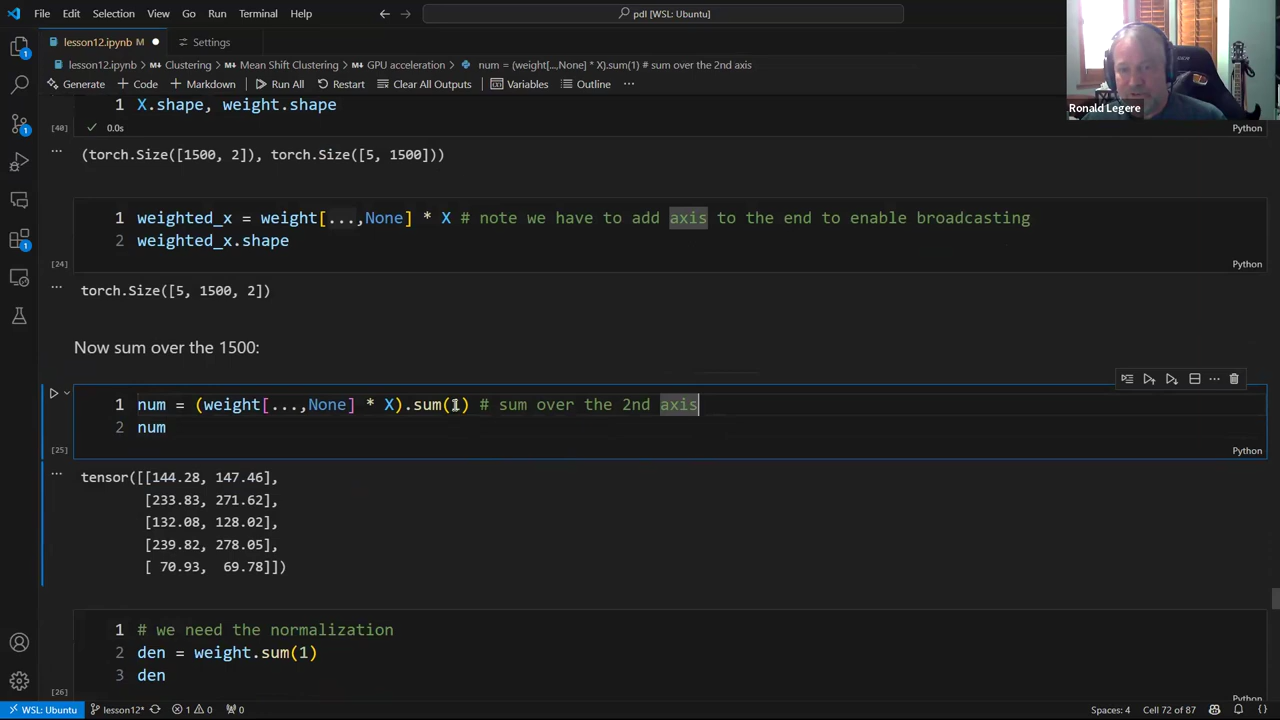 File Edit Selection View Go Run Terminal Help
pdl [WSL: Ubuntu]
lesson12.ipynb M
Settings
lesson12.ipynb > M↓ Clustering > M↓ Mean Shift Clustering > M↓ GPU acceleration > num = (weight[...,None] * X).sum(1) # sum over the 2nd axis
Generate + Code + Markdown Run All Restart Clear All Outputs Variables Outline ...
Ronald Legere
1 X.shape, weight.shape
[40] ✓ 0.0s Python
(torch.Size([1500, 2]), torch.Size([5, 1500]))
1 weighted_x = weight[...,None] * X # note we have to add axis to the end to enable broadcasting
2 weighted_x.shape
[24] Python
torch.Size([5, 1500, 2])
Now sum over the 1500:
1 num = (weight[...,None] * X).sum(1) # sum over the 2nd axis
2 num
[25] Python
tensor([[144.28, 147.46],
[233.83, 271.62],
[132.08, 128.02],
[239.82, 278.05],
[ 70.93, 69.78]])
1 # we need the normalization
2 den = weight.sum(1)
3 den
[26] Python
WSL: Ubuntu lesson12* 1 0 0 Spaces: 4 Cell 72 of 87